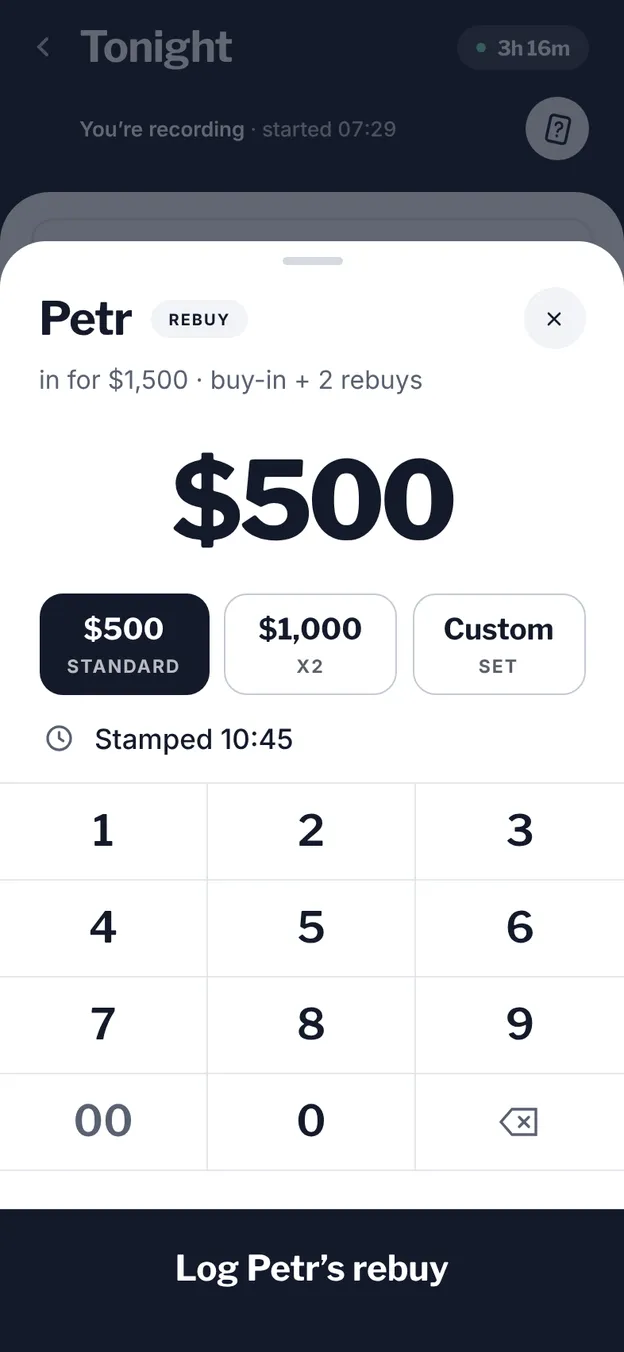 Tonight
3h 16m
You're recording · started 07:29
?
Petr
REBUY
in for $1,500 · buy-in + 2 rebuys
$500
$500
STANDARD
$1,000
X2
Custom
SET
Stamped 10:45
1 2 3
4 5 6
7 8 9
00 0
Log Petr’s rebuy